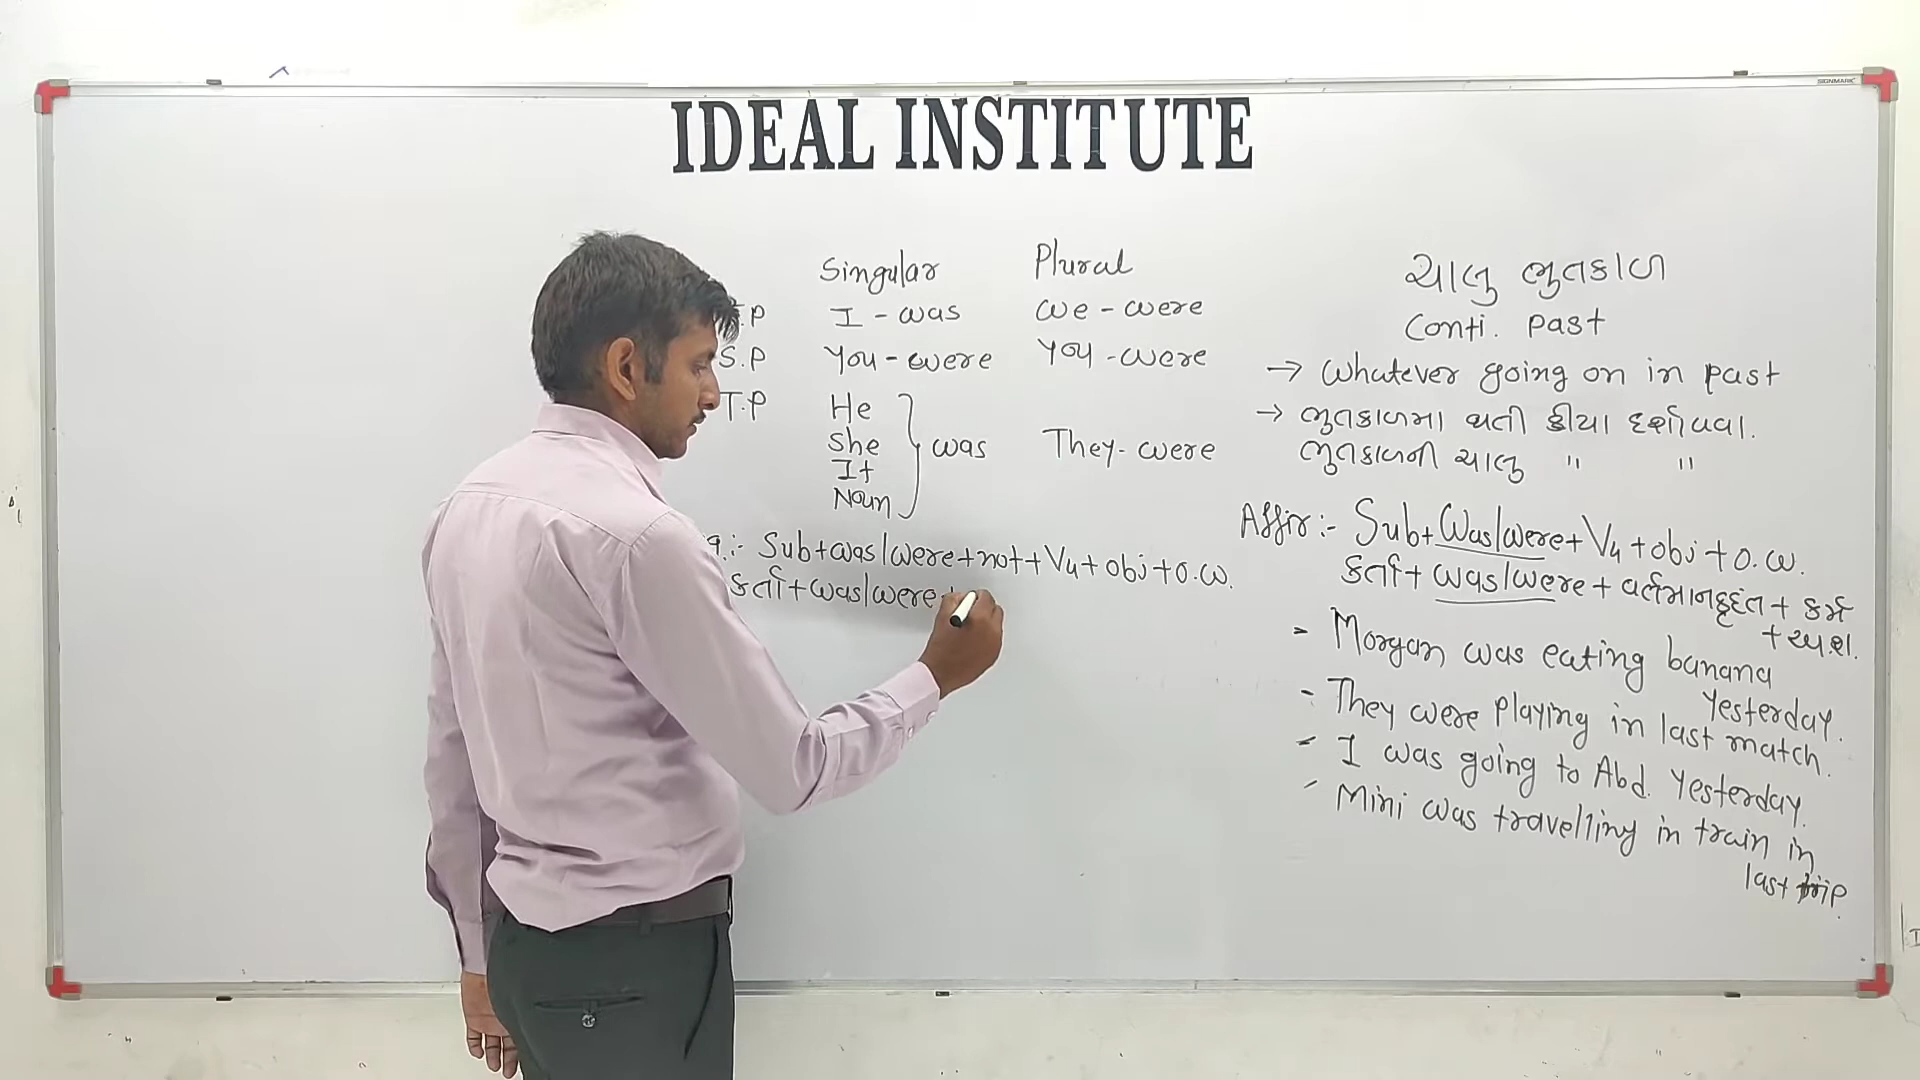 SIGNMARK
IDEAL INSTITUTE
Singular Plural
.P I - was We - were
S.P You - were You - were
T.P He
She
It
Noun
was They - were
g.:- Sub+was/were+not+V4+obj+o.w.
કર્તા+was/were+
ચાલુ ભુતકાળ
Conti. Past
→ Whatever going on in past
→ ભુતકાળમા થતી ક્રીયા દર્શાવવા.
ભુતકાળની ચાલુ " "
Affir:- Sub+Was/were+V4+obj+o.w.
કર્તા+was/were+વર્તમાનકૃદંત+કર્મ
+અ.શ.
- Morgan was eating banana
Yesterday.
- They were playing in last match.
- I was going to Abd. Yesterday.
- Mini was travelling in train in
last trip.